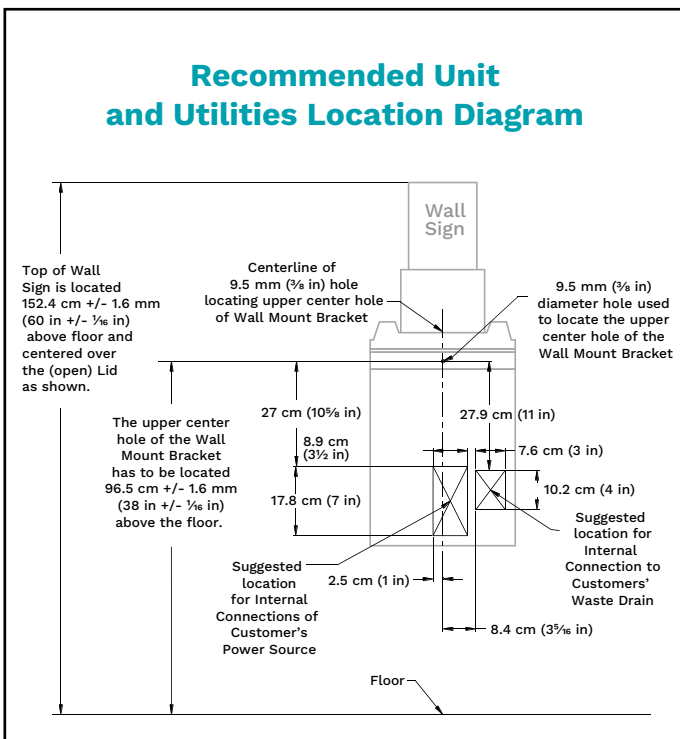 Recommended Unit
and Utilities Location Diagram
Wall
Sign
Top of Wall
Sign is located
152.4 cm +/- 1.6 mm
(60 in +/- ¹⁄₁₆ in)
above floor and
centered over
the (open) Lid
as shown.
Centerline of
9.5 mm (³⁄₈ in) hole
locating upper center hole
of Wall Mount Bracket
9.5 mm (³⁄₈ in)
diameter hole used
to locate the upper
center hole of the
Wall Mount Bracket
The upper center
hole of the Wall
Mount Bracket
has to be located
96.5 cm +/- 1.6 mm
(38 in +/- ¹⁄₁₆ in)
above the floor.
27 cm (10⁵⁄₈ in)
27.9 cm (11 in)
8.9 cm
(3½ in)
7.6 cm (3 in)
17.8 cm (7 in)
10.2 cm (4 in)
Suggested
location for
Internal
Connection to
Customers’
Waste Drain
Suggested
location
for Internal
Connections of
Customer’s
Power Source
2.5 cm (1 in)
8.4 cm (3⁵⁄₁₆ in)
Floor